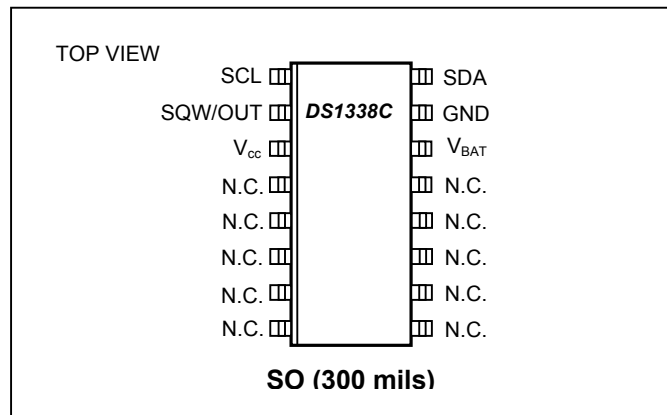 TOP VIEW
SCL SDA
SQW/OUT DS1338C GND
Vcc VBAT
N.C. N.C.
N.C. N.C.
N.C. N.C.
N.C. N.C.
N.C. N.C.
SO (300 mils)